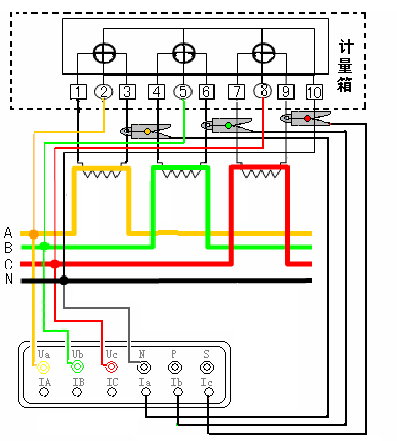 计量箱
1 2 3 4 5 6 7 8 9 10
A
B
C
N
Ua Ub Uc N P S
IA IB IC Ia Ib Ic